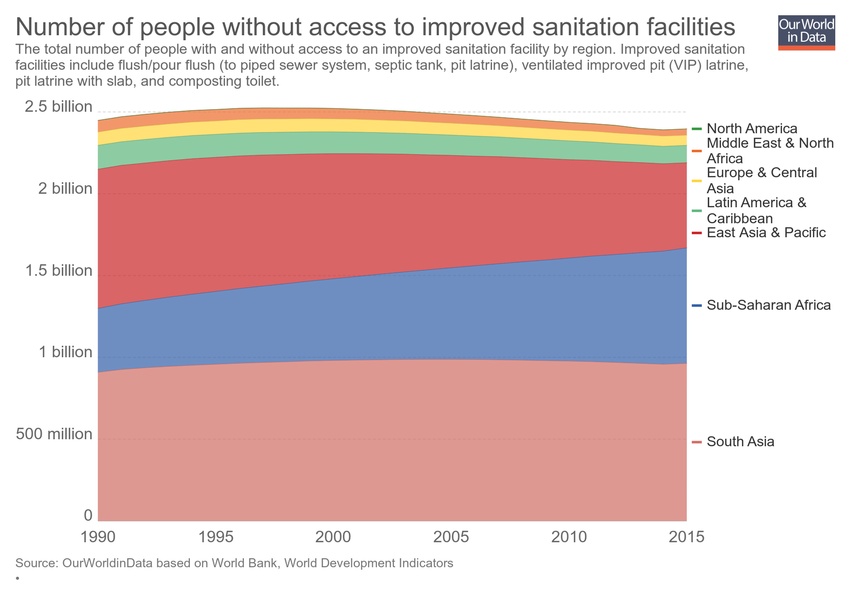 Number of people without access to improved sanitation facilities
Our World
in Data
The total number of people with and without access to an improved sanitation facility by region. Improved sanitation
facilities include flush/pour flush (to piped sewer system, septic tank, pit latrine), ventilated improved pit (VIP) latrine,
pit latrine with slab, and composting toilet.
2.5 billion
2 billion
1.5 billion
1 billion
500 million
0
1990
1995
2000
2005
2010
2015
North America
Middle East & North
Africa
Europe & Central
Asia
Latin America &
Caribbean
East Asia & Pacific
Sub-Saharan Africa
South Asia
Source: OurWorldinData based on World Bank, World Development Indicators
•